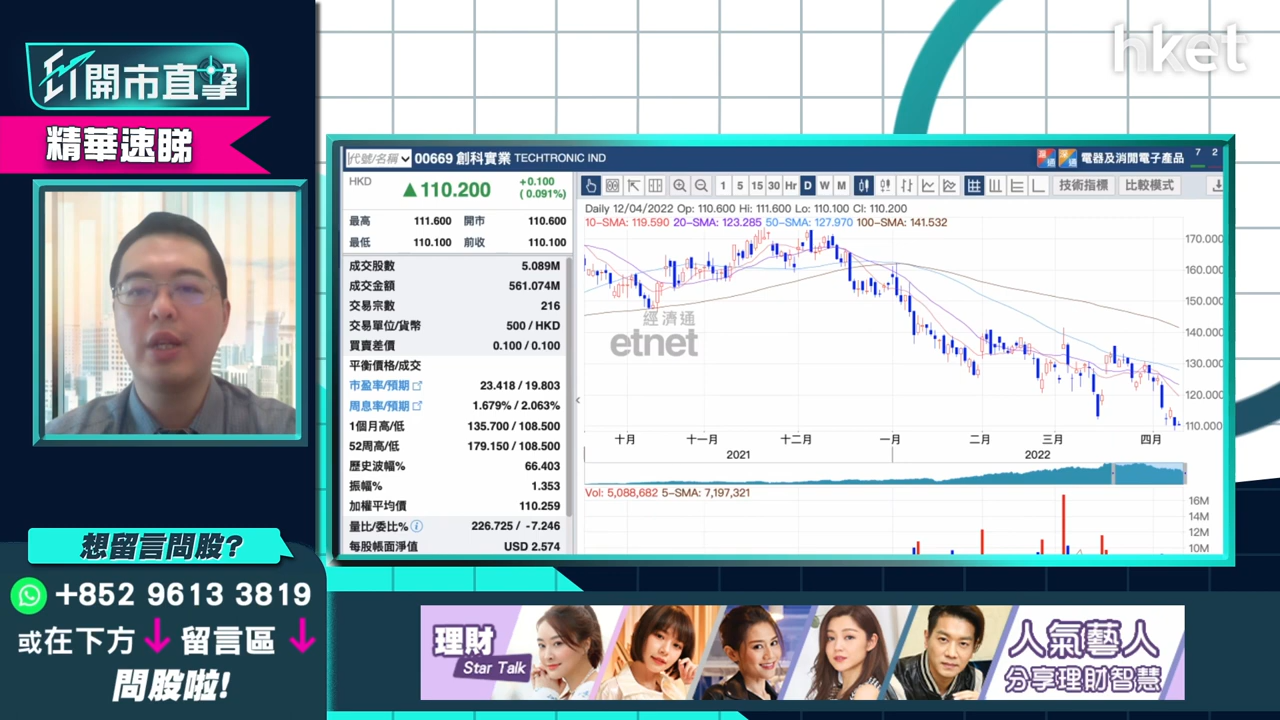 hket
開市直擊
精華速睇
想留言問股?
+852 9613 3819
或在下方 留言區
問股啦!
代號/名稱 00669 創科實業 TECHTRONIC IND
電器及消閒電子產品 7 2
HKD 110.200 +0.100 (0.091%)
最高 111.600 開市 110.600
最低 110.100 前收 110.100
成交股數 5.089M
成交金額 561.074M
交易宗數 216
交易單位/貨幣 500 / HKD
買賣差價 0.100 / 0.100
平衡價格/成交
市盈率/預期 23.418 / 19.803
周息率/預期 1.679% / 2.063%
1個月高/低 135.700 / 108.500
52周高/低 179.150 / 108.500
歷史波幅% 66.403
振幅% 1.353
加權平均價 110.259
量比/委比% 226.725 / -7.246
每股帳面淨值 USD 2.574
1 5 15 30 Hr D W M 技術指標 比較模式
Daily 12/04/2022 Op: 110.600 Hi: 111.600 Lo: 110.100 Cl: 110.200
10-SMA: 119.590 20-SMA: 123.285 50-SMA: 127.970 100-SMA: 141.532
170.000
160.000
150.000
140.000
130.000
120.000
110.000
經濟通
etnet
十月 十一月 十二月 一月 二月 三月 四月
2021 2022
Vol: 5,088,682 5-SMA: 7,197,321
16M
14M
12M
10M
理財
Star Talk
人氣藝人
分享理財智慧